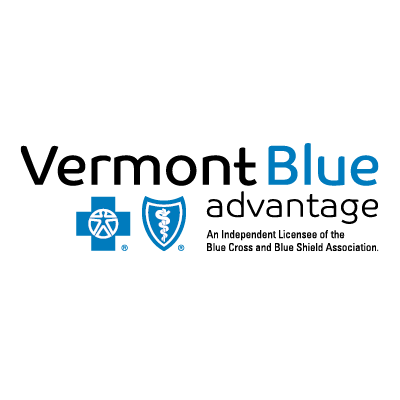 Vermont Blue
advantage
® ®
An Independent Licensee of the
Blue Cross and Blue Shield Association.